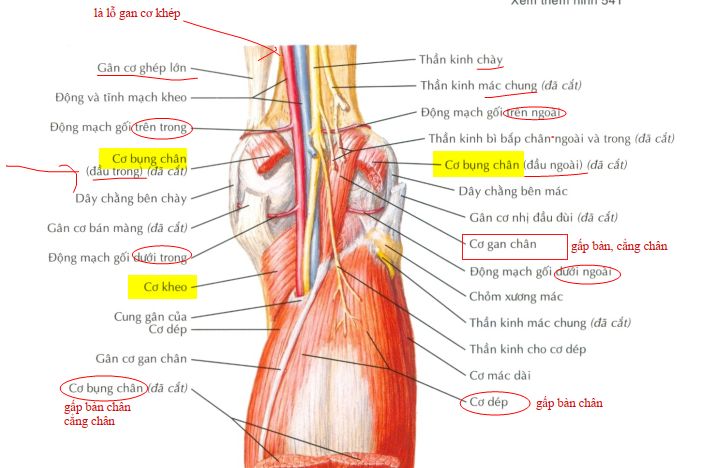 Xem thêm hình 541
là lỗ gan cơ khép
Gân cơ ghép lớn
Động và tĩnh mạch kheo
Động mạch gối trên trong
Cơ bụng chân
(đầu trong) (đã cắt)
Dây chằng bên chày
Gân cơ bán màng (đã cắt)
Động mạch gối dưới trong
Cơ kheo
Cung gân của
Cơ dép
Gân cơ gan chân
Cơ bụng chân (đã cắt)
gấp bàn chân
căng chân
Thần kinh chày
Thần kinh mác chung (đã cắt)
Động mạch gối trên ngoài
Thần kinh bì bắp chân ngoài và trong (đã cắt)
Cơ bụng chân (đầu ngoài) (đã cắt)
Dây chằng bên mác
Gân cơ nhị đầu đùi (đã cắt)
Cơ gan chân gấp bàn, cẳng chân
Động mạch gối dưới ngoài
Chỏm xương mác
Thần kinh mác chung (đã cắt)
Thần kinh cho cơ dép
Cơ mác dài
Cơ dép gấp bàn chân